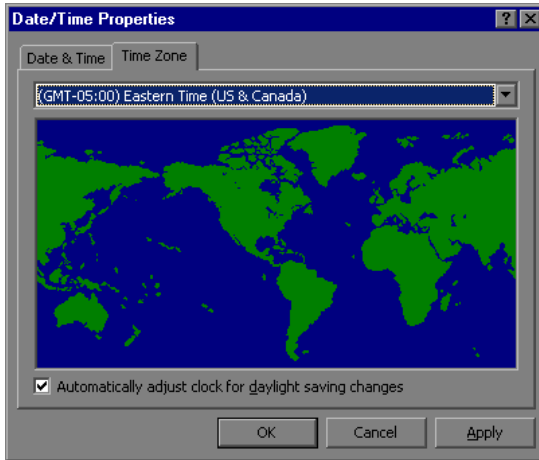 Date/Time Properties
Date & Time Time Zone
(GMT-05:00) Eastern Time (US & Canada)
Automatically adjust clock for daylight saving changes
OK Cancel Apply